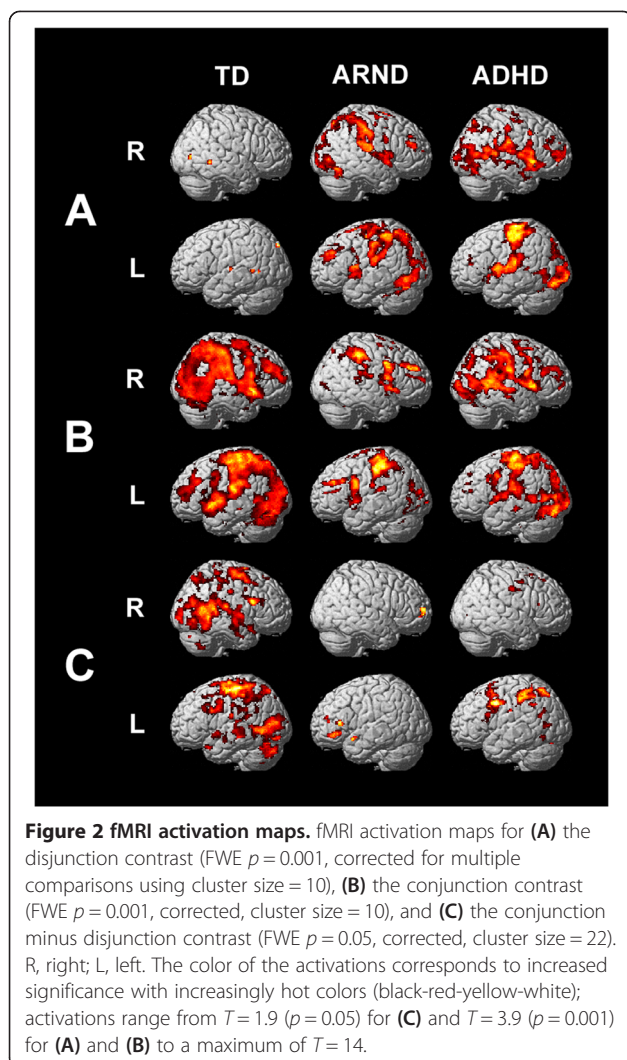 TD ARND ADHD
R
A
L
R
B
L
R
C
L
Figure 2 fMRI activation maps. fMRI activation maps for (A) the
disjunction contrast (FWE p = 0.001, corrected for multiple
comparisons using cluster size = 10), (B) the conjunction contrast
(FWE p = 0.001, corrected, cluster size = 10), and (C) the conjunction
minus disjunction contrast (FWE p = 0.05, corrected, cluster size = 22).
R, right; L, left. The color of the activations corresponds to increased
significance with increasingly hot colors (black-red-yellow-white);
activations range from T = 1.9 (p = 0.05) for (C) and T = 3.9 (p = 0.001)
for (A) and (B) to a maximum of T = 14.